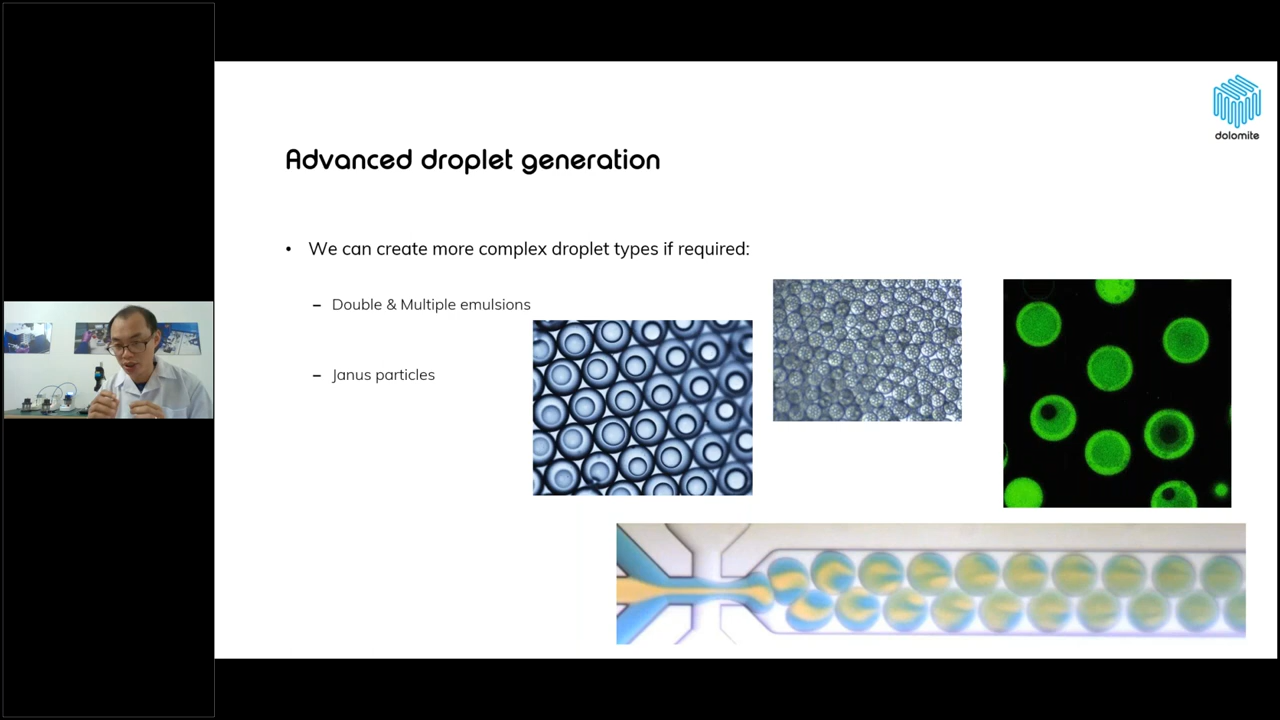 dolomite
Advanced droplet generation
• We can create more complex droplet types if required:
– Double & Multiple emulsions
– Janus particles